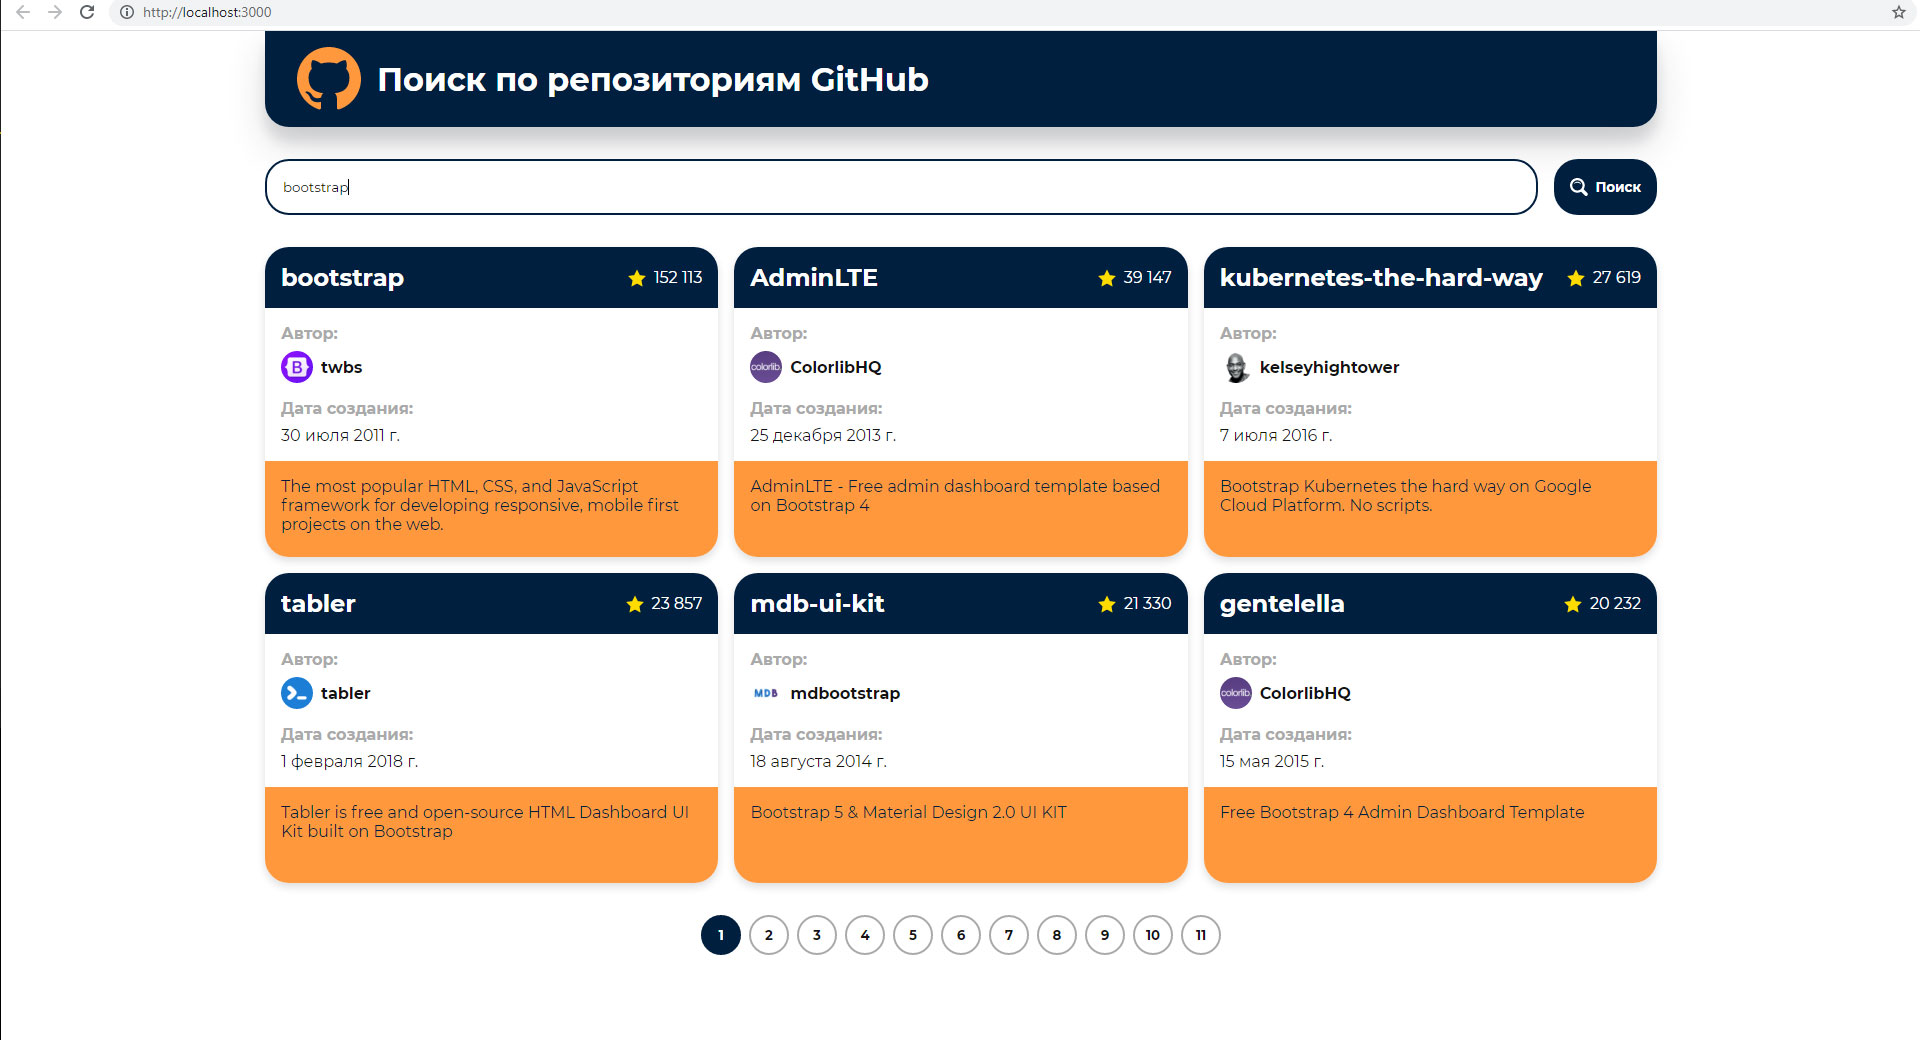 http://localhost:3000
Поиск по репозиториям GitHub
bootstrap
Поиск
bootstrap
152 113
Автор:
twbs
Дата создания:
30 июля 2011 г.
The most popular HTML, CSS, and JavaScript
framework for developing responsive, mobile first
projects on the web.
AdminLTE
39 147
Автор:
colorlib.
ColorlibHQ
Дата создания:
25 декабря 2013 г.
AdminLTE - Free admin dashboard template based
on Bootstrap 4
kubernetes-the-hard-way
27 619
Автор:
kelseyhightower
Дата создания:
7 июля 2016 г.
Bootstrap Kubernetes the hard way on Google
Cloud Platform. No scripts.
tabler
23 857
Автор:
tabler
Дата создания:
1 февраля 2018 г.
Tabler is free and open-source HTML Dashboard UI
Kit built on Bootstrap
mdb-ui-kit
21 330
Автор:
MDB
mdbootstrap
Дата создания:
18 августа 2014 г.
Bootstrap 5 & Material Design 2.0 UI KIT
gentelella
20 232
Автор:
colorlib.
ColorlibHQ
Дата создания:
15 мая 2015 г.
Free Bootstrap 4 Admin Dashboard Template
1 2 3 4 5 6 7 8 9 10 11